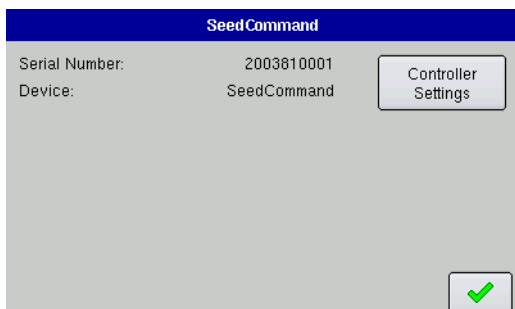 SeedCommand
Serial Number: 2003810001
Device: SeedCommand
Controller
Settings